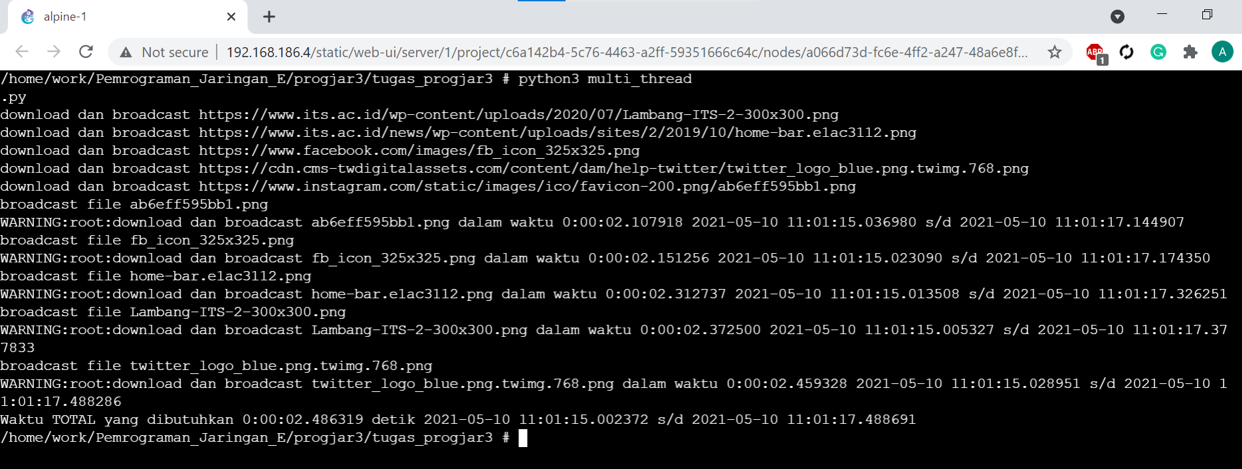 alpine-1
Not secure | 192.168.186.4/static/web-ui/server/1/project/c6a142b4-5c76-4463-a2ff-59351666c64c/nodes/a066d73d-fc6e-4ff2-a247-48a6e8f...
ABP
1
A
/home/work/Pemrograman_Jaringan_E/progjar3/tugas_progjar3 # python3 multi_thread
.py
download dan broadcast https://www.its.ac.id/wp-content/uploads/2020/07/Lambang-ITS-2-300x300.png
download dan broadcast https://www.its.ac.id/news/wp-content/uploads/sites/2/2019/10/home-bar.e1ac3112.png
download dan broadcast https://www.facebook.com/images/fb_icon_325x325.png
download dan broadcast https://cdn.cms-twdigitalassets.com/content/dam/help-twitter/twitter_logo_blue.png.twimg.768.png
download dan broadcast https://www.instagram.com/static/images/ico/favicon-200.png/ab6eff595bb1.png
broadcast file ab6eff595bb1.png
WARNING:root:download dan broadcast ab6eff595bb1.png dalam waktu 0:00:02.107918 2021-05-10 11:01:15.036980 s/d 2021-05-10 11:01:17.144907
broadcast file fb_icon_325x325.png
WARNING:root:download dan broadcast fb_icon_325x325.png dalam waktu 0:00:02.151256 2021-05-10 11:01:15.023090 s/d 2021-05-10 11:01:17.174350
broadcast file home-bar.e1ac3112.png
WARNING:root:download dan broadcast home-bar.e1ac3112.png dalam waktu 0:00:02.312737 2021-05-10 11:01:15.013508 s/d 2021-05-10 11:01:17.326251
broadcast file Lambang-ITS-2-300x300.png
WARNING:root:download dan broadcast Lambang-ITS-2-300x300.png dalam waktu 0:00:02.372500 2021-05-10 11:01:15.005327 s/d 2021-05-10 11:01:17.37
7833
broadcast file twitter_logo_blue.png.twimg.768.png
WARNING:root:download dan broadcast twitter_logo_blue.png.twimg.768.png dalam waktu 0:00:02.459328 2021-05-10 11:01:15.028951 s/d 2021-05-10 1
1:01:17.488286
Waktu TOTAL yang dibutuhkan 0:00:02.486319 detik 2021-05-10 11:01:15.002372 s/d 2021-05-10 11:01:17.488691
/home/work/Pemrograman_Jaringan_E/progjar3/tugas_progjar3 #